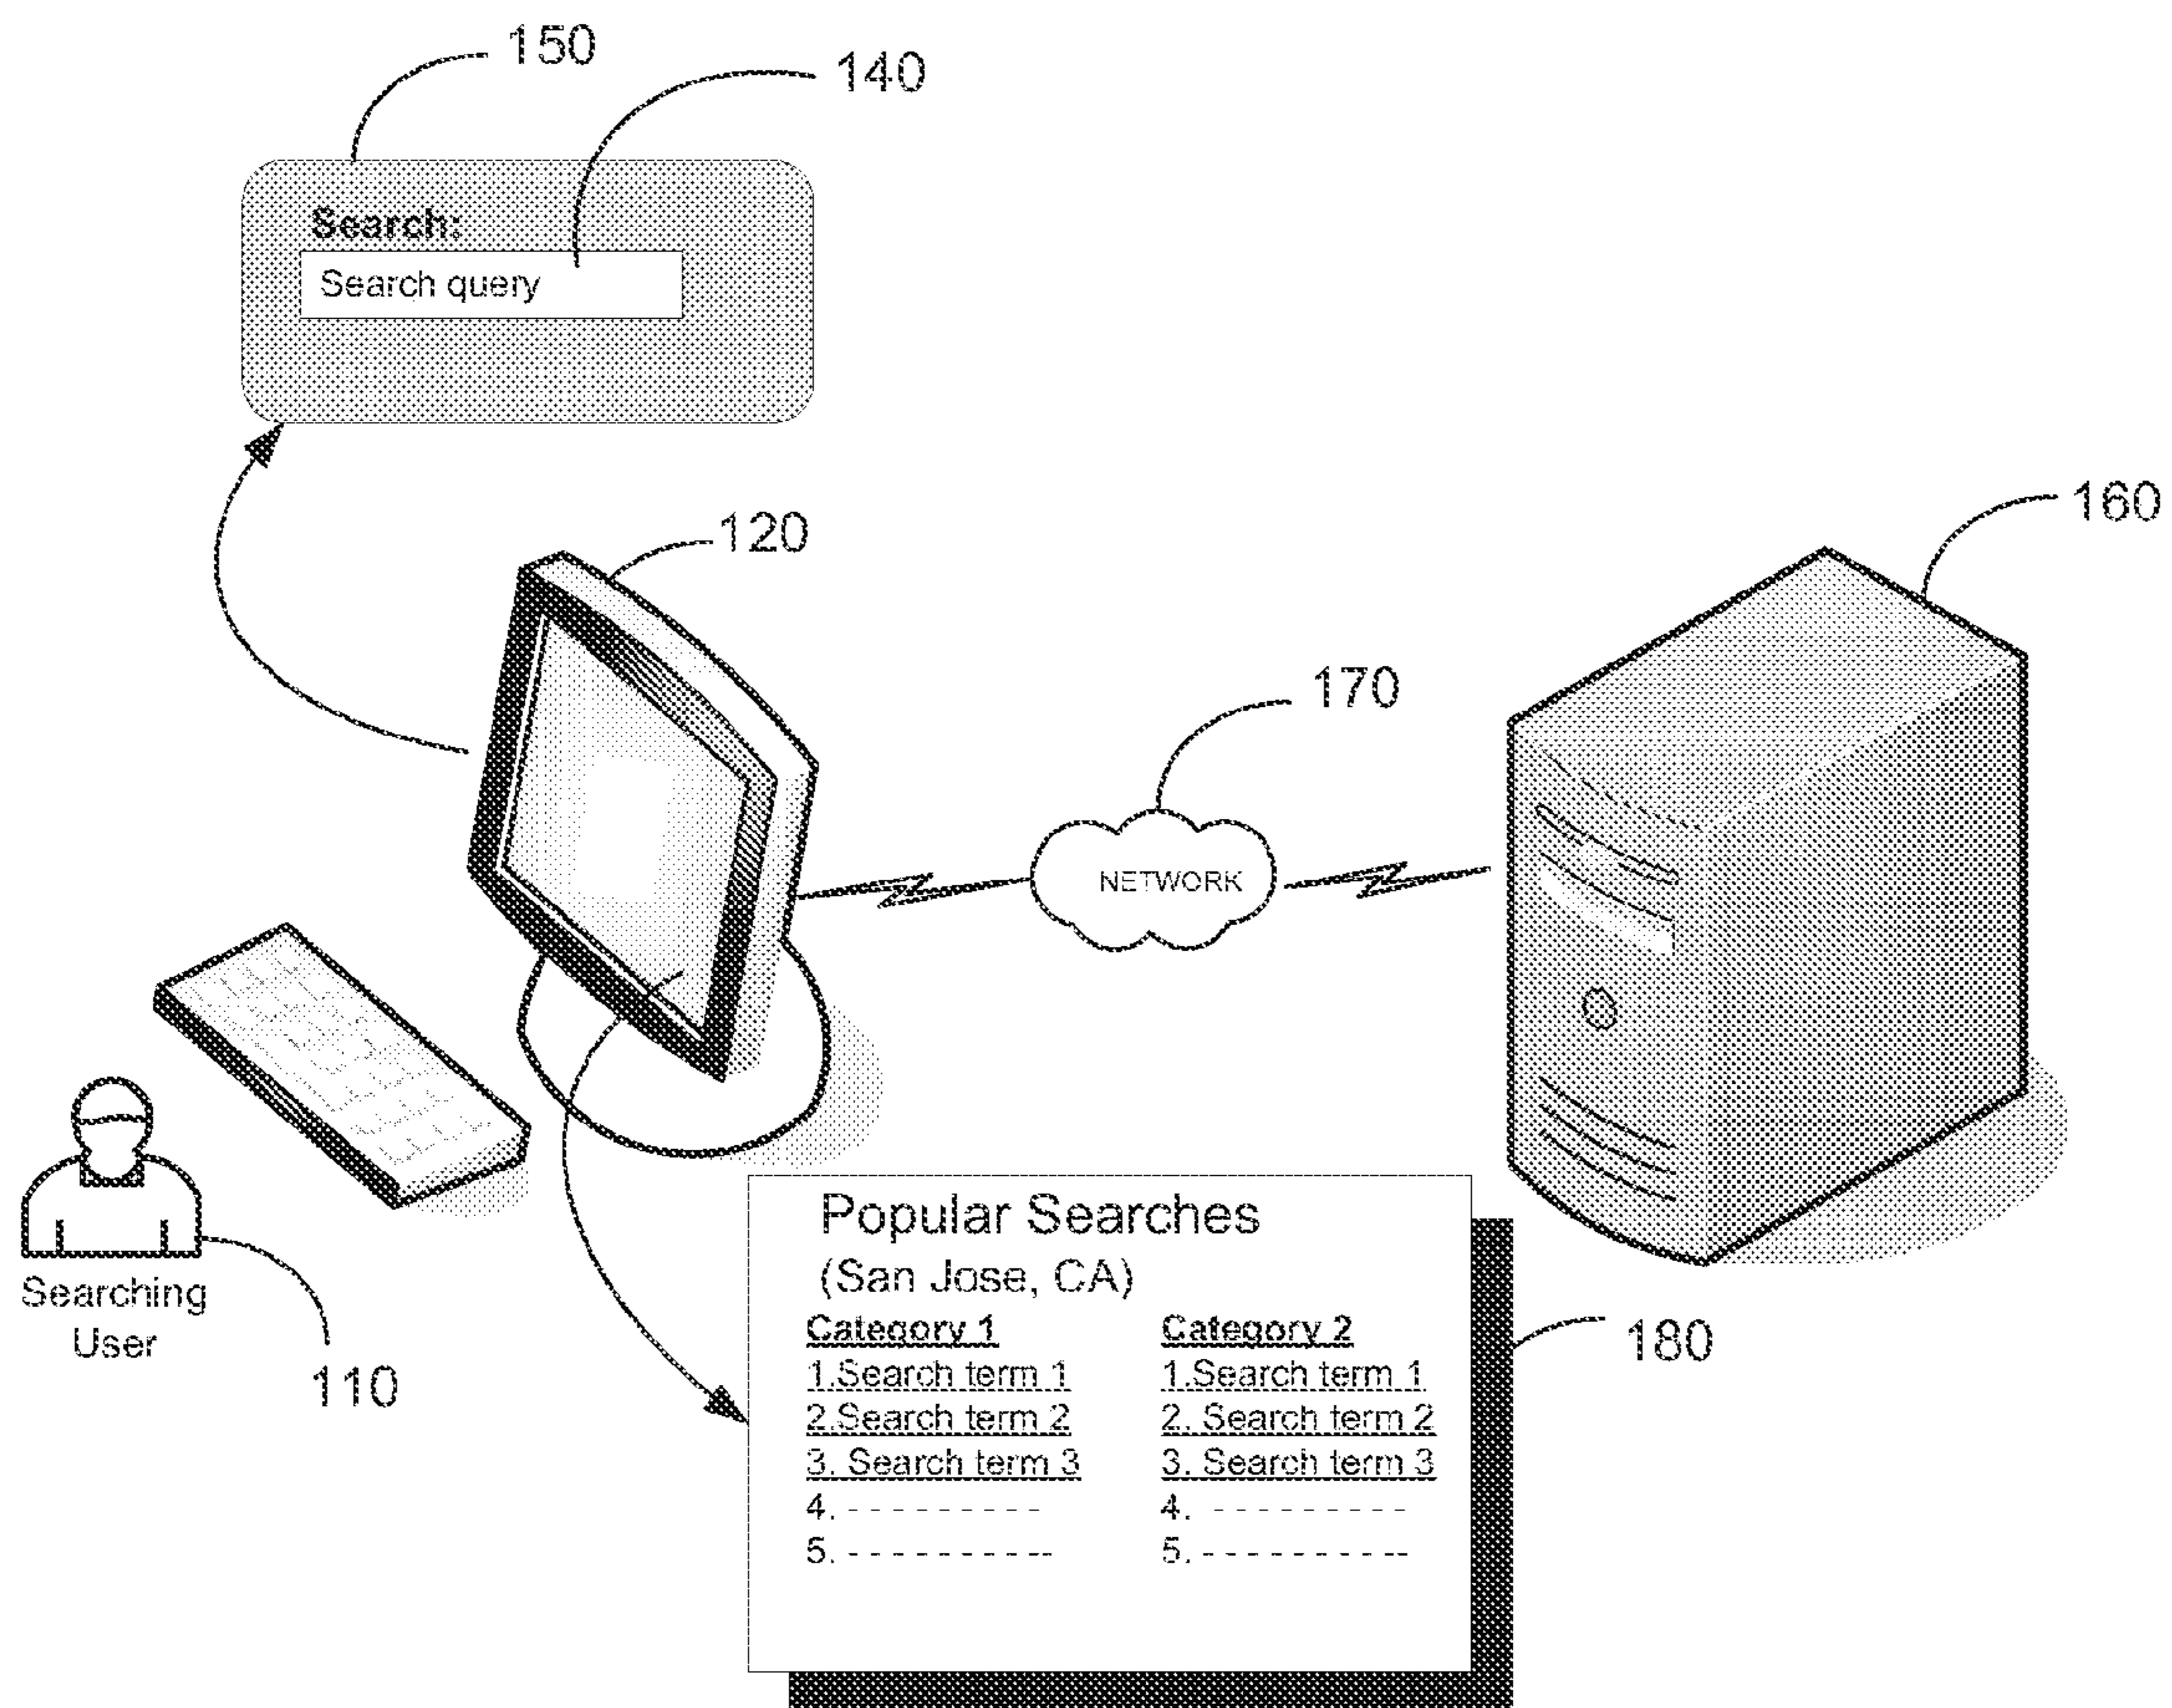 150
140
Search:
Search query
120
160
170
NETWORK
Searching
User
110
Popular Searches
(San Jose, CA)
Category 1
1.Search term 1
2.Search term 2
3. Search term 3
4. - - - - - - - - -
5. - - - - - - - - - -
Category 2
1.Search term 1
2. Search term 2
3. Search term 3
4. - - - - - - - - -
5. - - - - - - - - - -
180